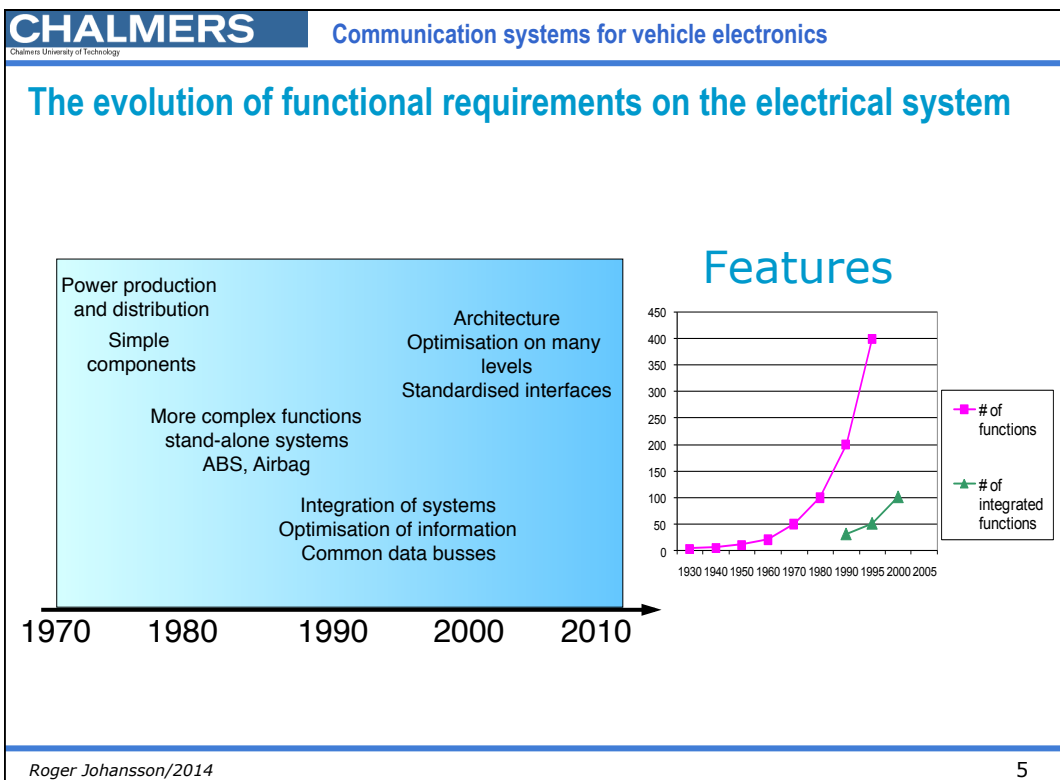 CHALMERS
Chalmers University of Technology
Communication systems for vehicle electronics
The evolution of functional requirements on the electrical system
Power production
and distribution
Simple
components
More complex functions
stand-alone systems
ABS, Airbag
Integration of systems
Optimisation of information
Common data busses
Architecture
Optimisation on many
levels
Standardised interfaces
1970 1980 1990 2000 2010
Features
450
400
350
300
250
200
150
100
50
0
1930 1940 1950 1960 1970 1980 1990 1995 2000 2005
# of
functions
# of
integrated
functions
Roger Johansson/2014
5